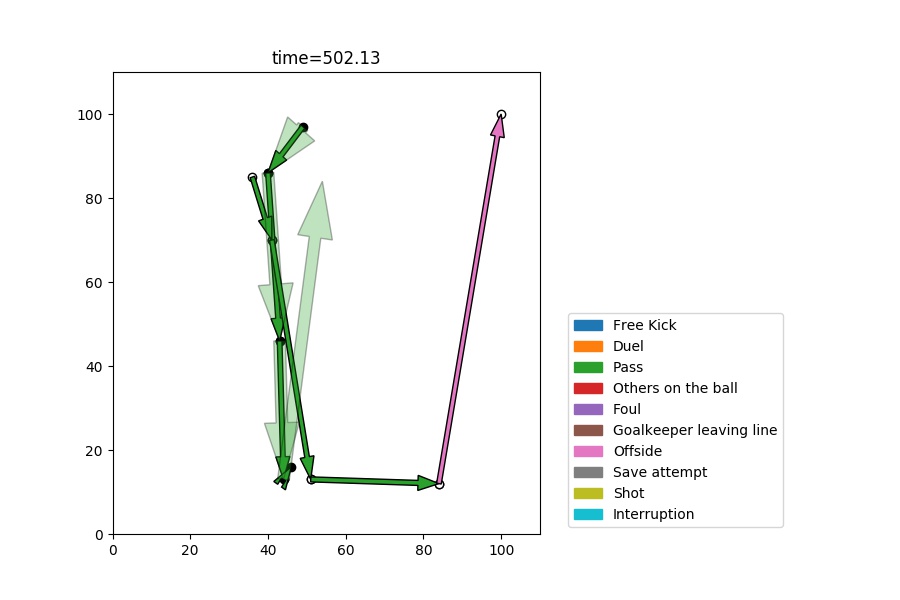 time=502.13
100
80
60
40
20
0
0 20 40 60 80 100
Free Kick
Duel
Pass
Others on the ball
Foul
Goalkeeper leaving line
Offside
Save attempt
Shot
Interruption